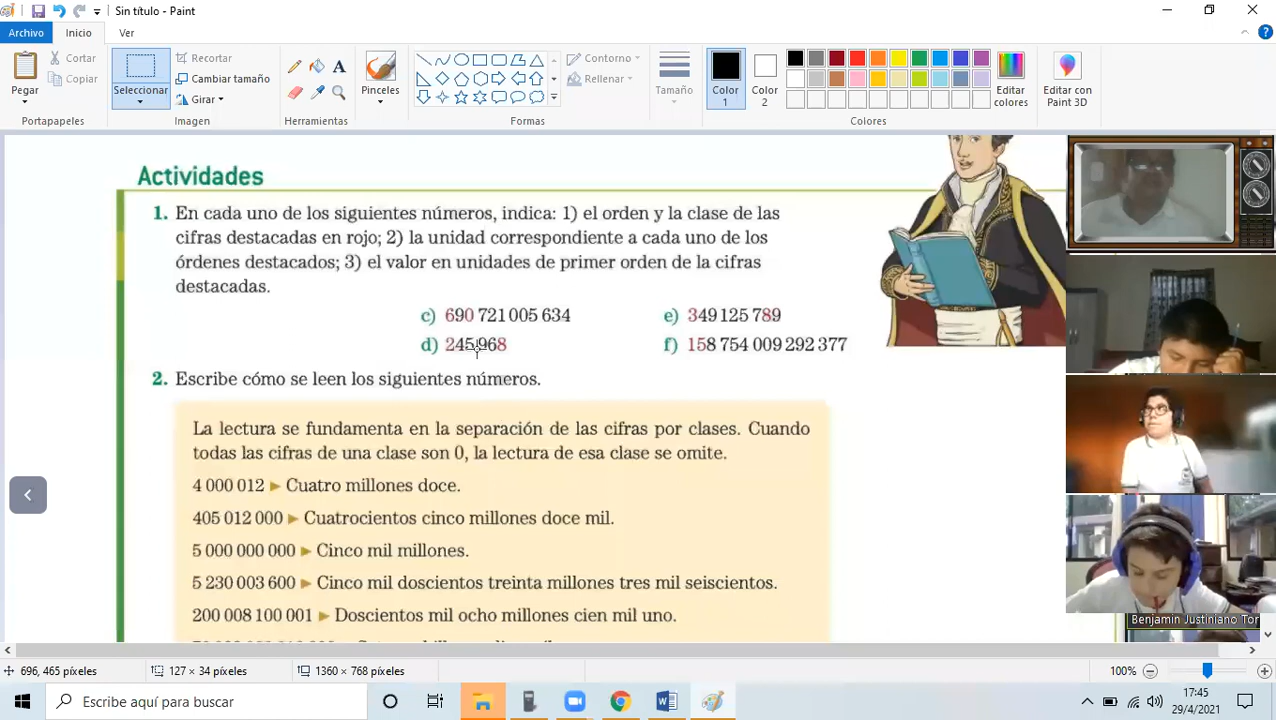 Sin título - Paint
Archivo Inicio Ver
Pegar
Cortar
Copiar
Portapapeles
Seleccionar
Recortar
Cambiar tamaño
Girar
Imagen
Herramientas
Pinceles
Contorno
Rellenar
Formas
Tamaño
Color 1
Color 2
Editar colores
Colores
Editar con Paint 3D
Actividades
1. En cada uno de los siguientes números, indica: 1) el orden y la clase de las
cifras destacadas en rojo; 2) la unidad correspondiente a cada uno de los
órdenes destacados; 3) el valor en unidades de primer orden de la cifras
destacadas.
c) 690 721 005 634 e) 349 125 789
d) 245 968 f) 158 754 009 292 377
2. Escribe cómo se leen los siguientes números.
La lectura se fundamenta en la separación de las cifras por clases. Cuando
todas las cifras de una clase son 0, la lectura de esa clase se omite.
4 000 012 ► Cuatro millones doce.
405 012 000 ► Cuatrocientos cinco millones doce mil.
5 000 000 000 ► Cinco mil millones.
5 230 003 600 ► Cinco mil doscientos treinta millones tres mil seiscientos.
200 008 100 001 ► Doscientos mil ocho millones cien mil uno.
Benjamin Justiniano Tor
696, 465 píxeles 127 × 34 píxeles 1360 × 768 píxeles 100%
Escribe aquí para buscar
17:45
29/4/2021